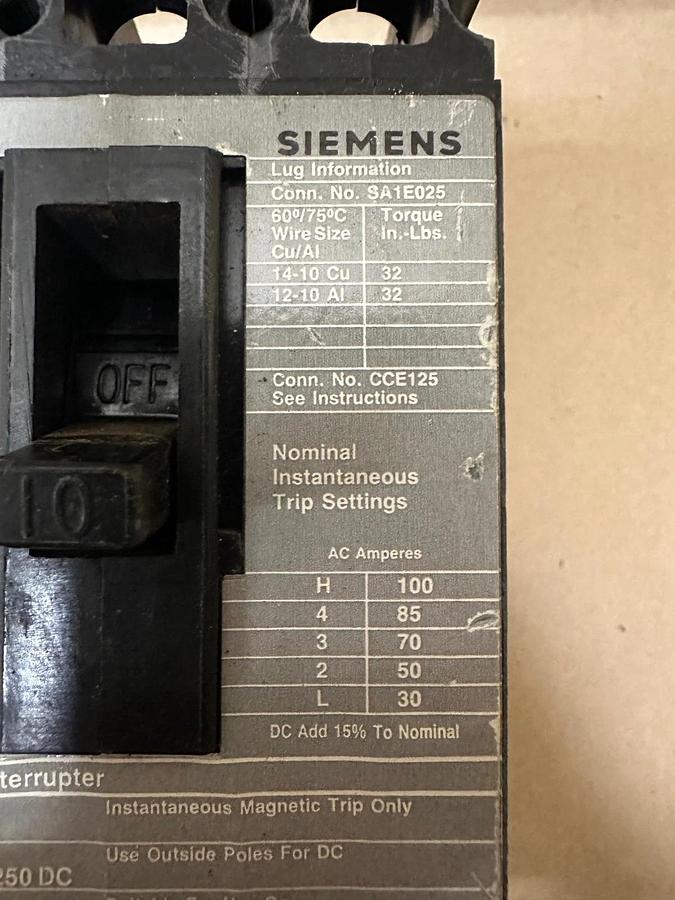 SIEMENS
Lug Information
Conn. No. SA1E025
60º/75ºC Torque
Wire Size In.-Lbs.
Cu/Al
14-10 Cu 32
12-10 Al 32
OFF
Conn. No. CCE125
See Instructions
10
Nominal
Instantaneous
Trip Settings
AC Amperes
H 100
4 85
3 70
2 50
L 30
DC Add 15% To Nominal
terrupter
Instantaneous Magnetic Trip Only
Use Outside Poles For DC
250 DC